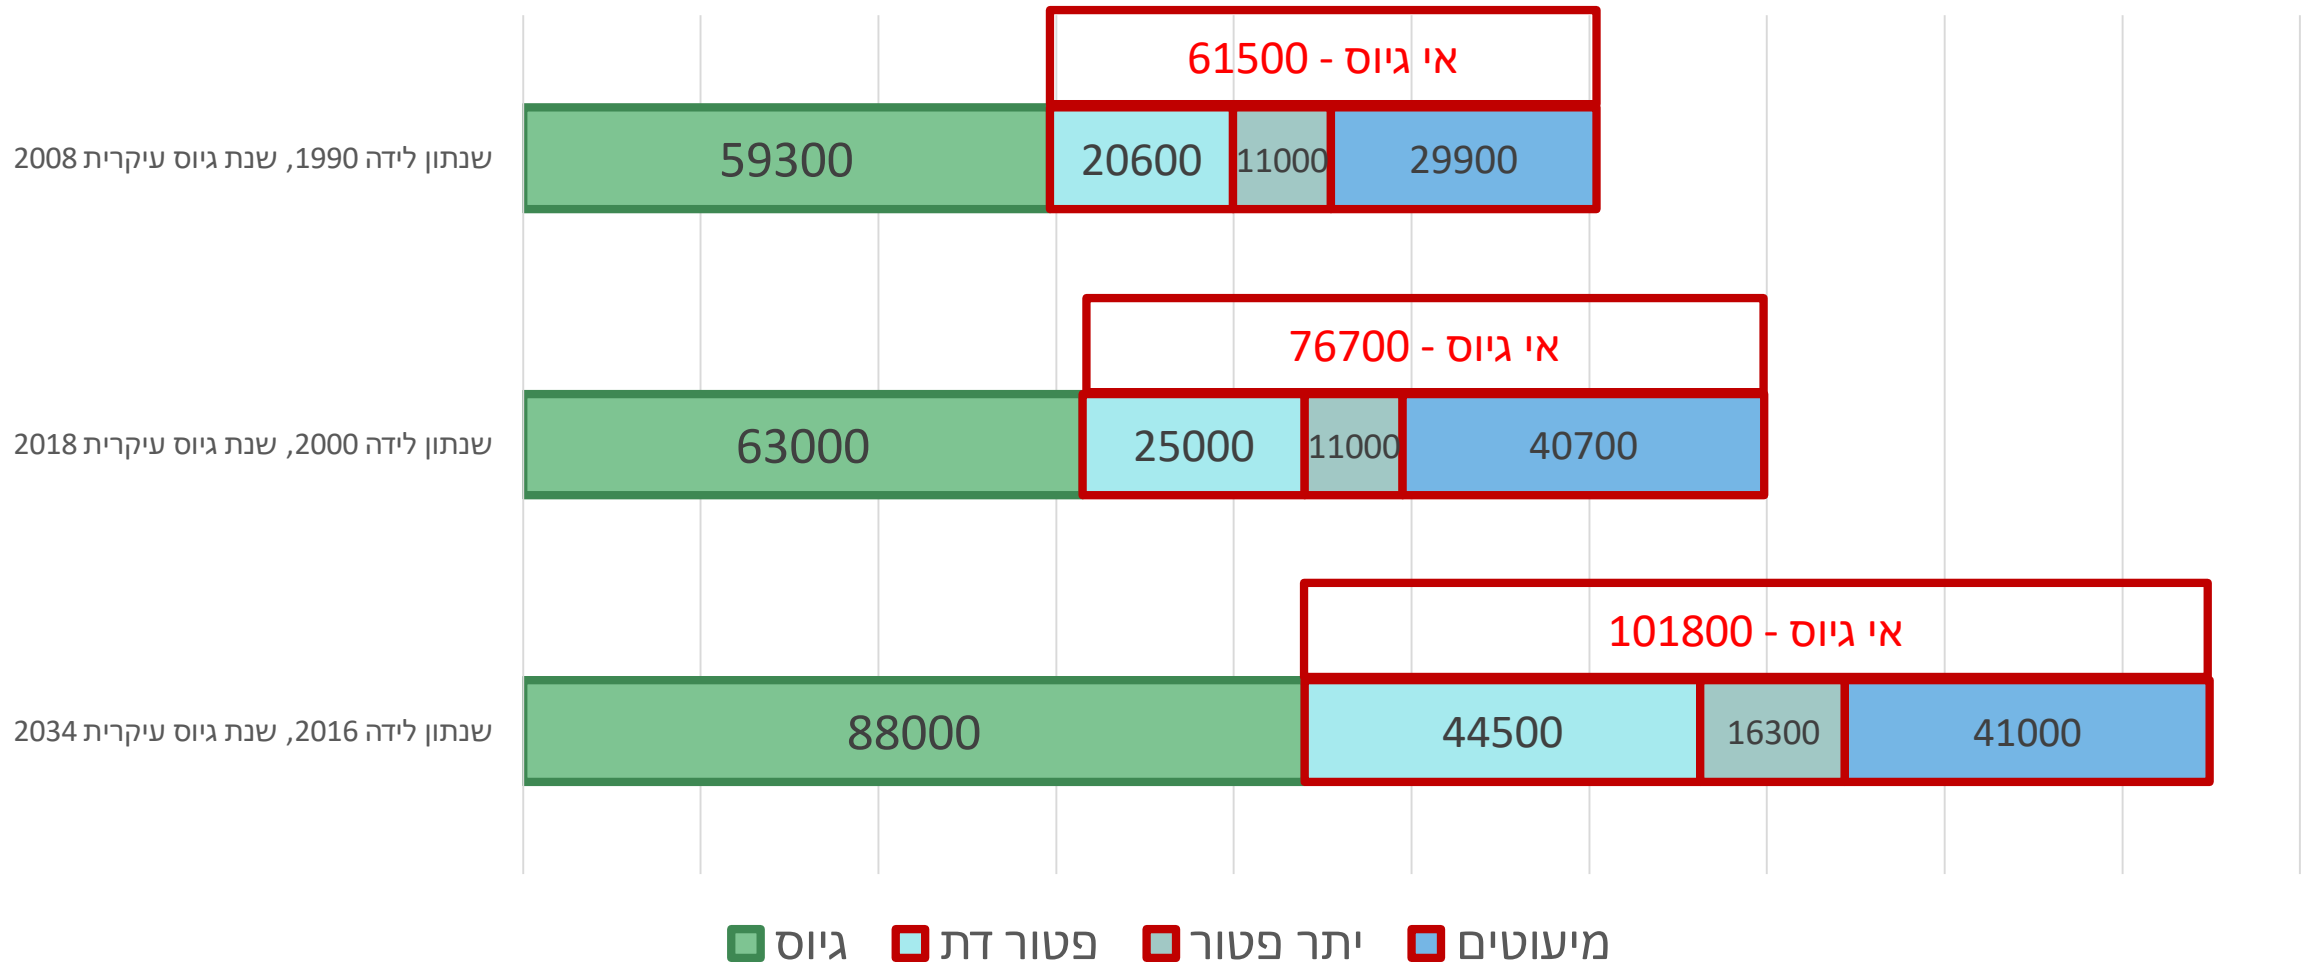 אי גיוס - 61500
שנתון לידה 1990, שנת גיוס עיקרית 2008
59300
20600
11000
29900
אי גיוס - 76700
שנתון לידה 2000, שנת גיוס עיקרית 2018
63000
25000
11000
40700
אי גיוס - 101800
שנתון לידה 2016, שנת גיוס עיקרית 2034
88000
44500
16300
41000
גיוס
פטור דת
יתר פטור
מיעוטים